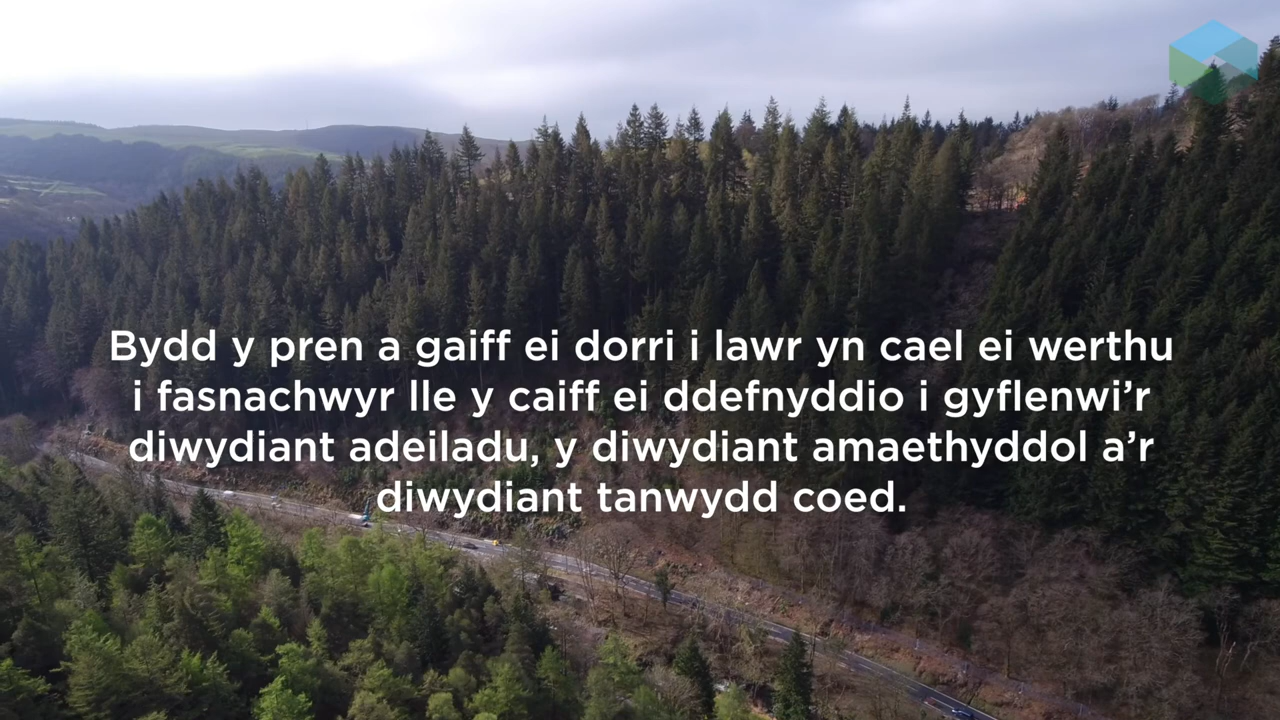 Bydd y pren a gaiff ei dorri i lawr yn cael ei werthu
i fasnachwyr lle y caiff ei ddefnyddio i gyflenwi’r
diwydiant adeiladu, y diwydiant amaethyddol a’r
diwydiant tanwydd coed.